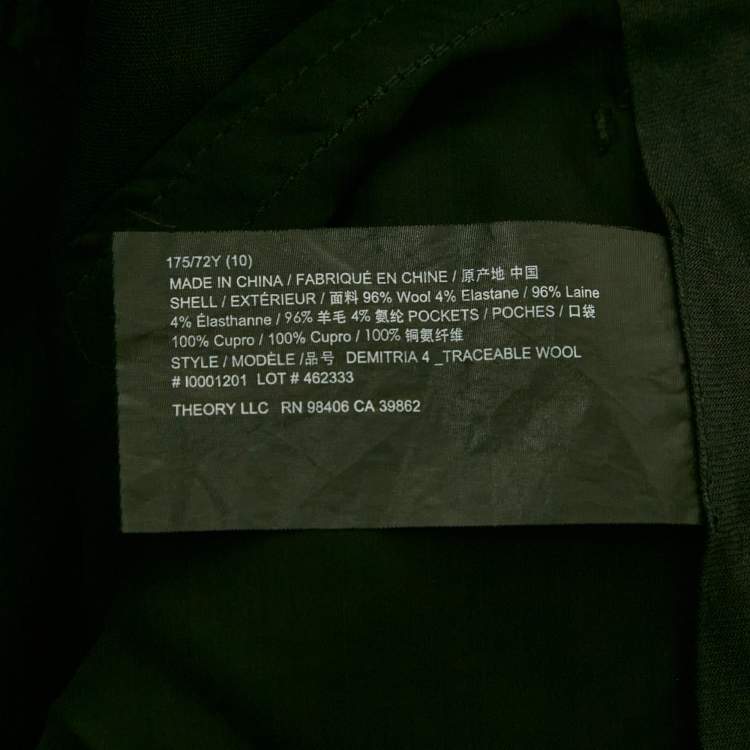 175/72Y (10)
MADE IN CHINA / FABRIQUÉ EN CHINE / 原产地 中国
SHELL / EXTÉRIEUR / 面料 96% Wool 4% Elastane / 96% Laine
4% Élasthanne / 96% 羊毛 4% 氨纶 POCKETS / POCHES / 口袋
100% Cupro / 100% Cupro / 100% 铜氨纤维
STYLE / MODÈLE /品号 DEMITRIA 4 _TRACEABLE WOOL
# I0001201 LOT # 462333
THEORY LLC RN 98406 CA 39862